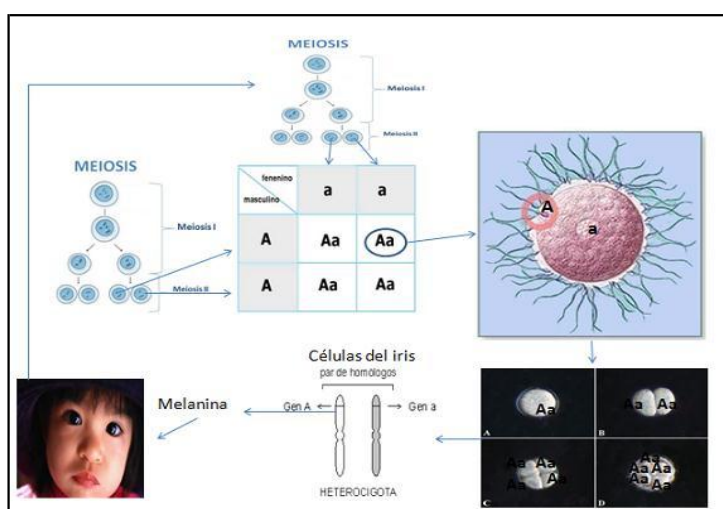 MEIOSIS
Meiosis I
Meiosis II
MEIOSIS
Meiosis I
Meiosis II
fenenino
masculino
a a
A Aa Aa
A Aa Aa
A
a
Células del iris
par de homólogos
Gen A Gen a
HETEROCIGOTA
Melanina
Aa
A
Aa Aa
B
Aa Aa
Aa Aa
C
Aa Aa
Aa Aa
Aa
D